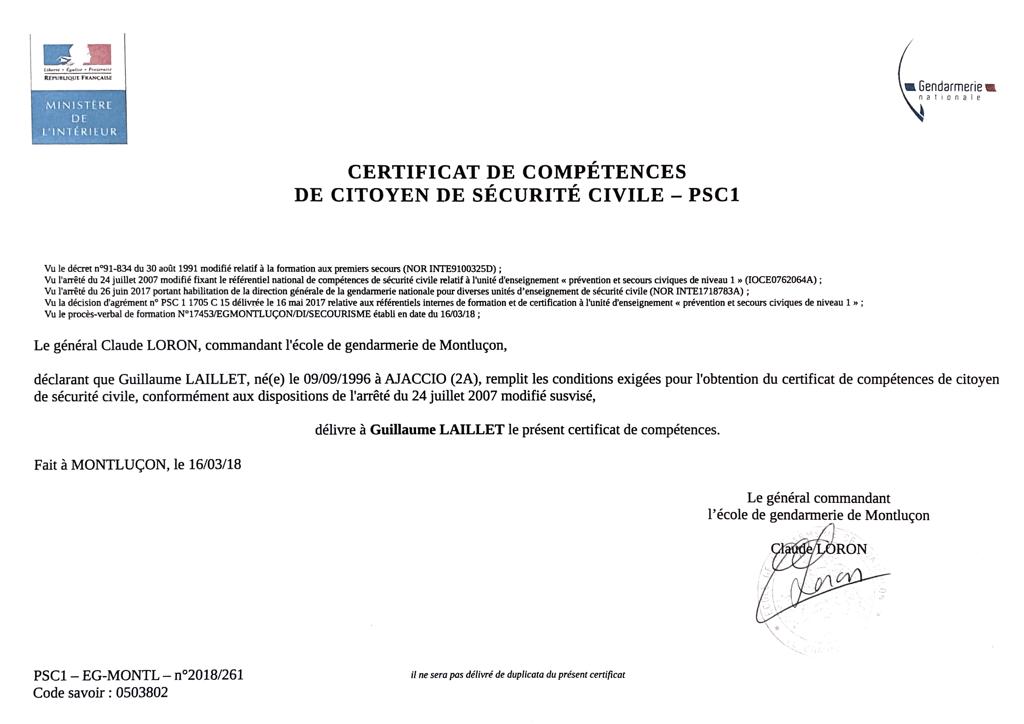 Liberté • Égalité • Fraternité
RÉPUBLIQUE FRANÇAISE
MINISTÈRE
DE
L'INTÉRIEUR
Gendarmerie
nationale
CERTIFICAT DE COMPÉTENCES
DE CITOYEN DE SÉCURITÉ CIVILE – PSC1
Vu le décret n°91-834 du 30 août 1991 modifié relatif à la formation aux premiers secours (NOR INTE9100325D) ;
Vu l'arrêté du 24 juillet 2007 modifié fixant le référentiel national de compétences de sécurité civile relatif à l'unité d'enseignement « prévention et secours civiques de niveau 1 » (IOCE0762064A) ;
Vu l'arrêté du 26 juin 2017 portant habilitation de la direction générale de la gendarmerie nationale pour diverses unités d'enseignement de sécurité civile (NOR INTE1718783A) ;
Vu la décision d'agrément n° PSC 1 1705 C 15 délivrée le 16 mai 2017 relative aux référentiels internes de formation et de certification à l'unité d'enseignement « prévention et secours civiques de niveau 1 » ;
Vu le procès-verbal de formation N°17453/EGMONTLUÇON/DI/SECOURISME établi en date du 16/03/18 ;
Le général Claude LORON, commandant l'école de gendarmerie de Montluçon,
déclarant que Guillaume LAILLET, né(e) le 09/09/1996 à AJACCIO (2A), remplit les conditions exigées pour l'obtention du certificat de compétences de citoyen
de sécurité civile, conformément aux dispositions de l'arrêté du 24 juillet 2007 modifié susvisé,
délivre à Guillaume LAILLET le présent certificat de compétences.
Fait à MONTLUÇON, le 16/03/18
Le général commandant
l'école de gendarmerie de Montluçon
Claude LORON
Loron
PSC1 – EG-MONTL – n°2018/261
Code savoir : 0503802
il ne sera pas délivré de duplicata du présent certificat